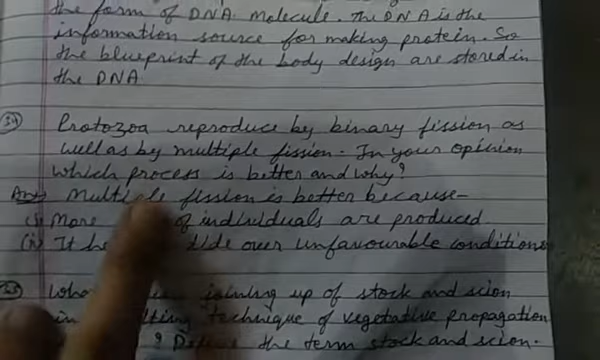 the form of DNA molecule. The DNA is the
information source for making protein. So
the blueprint of the body design are stored in
the DNA
34) Protozoa reproduce by binary fission as
well as by multiple fission. In your opinion
which process is better and why?
Ans) Multiple fission is better because-
(i) More of individuals are produced
(ii) It he over unfavourable conditions
35 joining up of stock and scion
in technique of vegetative propagation
? the term stock and scion.